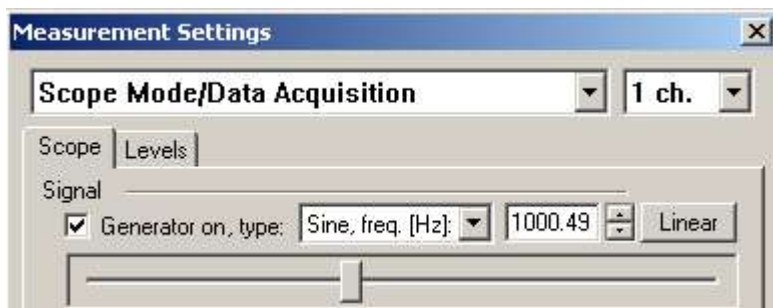 Measurement Settings
Scope Mode/Data Acquisition 1 ch.
Scope Levels
Signal
Generator on, type: Sine, freq. [Hz]: 1000.49 Linear